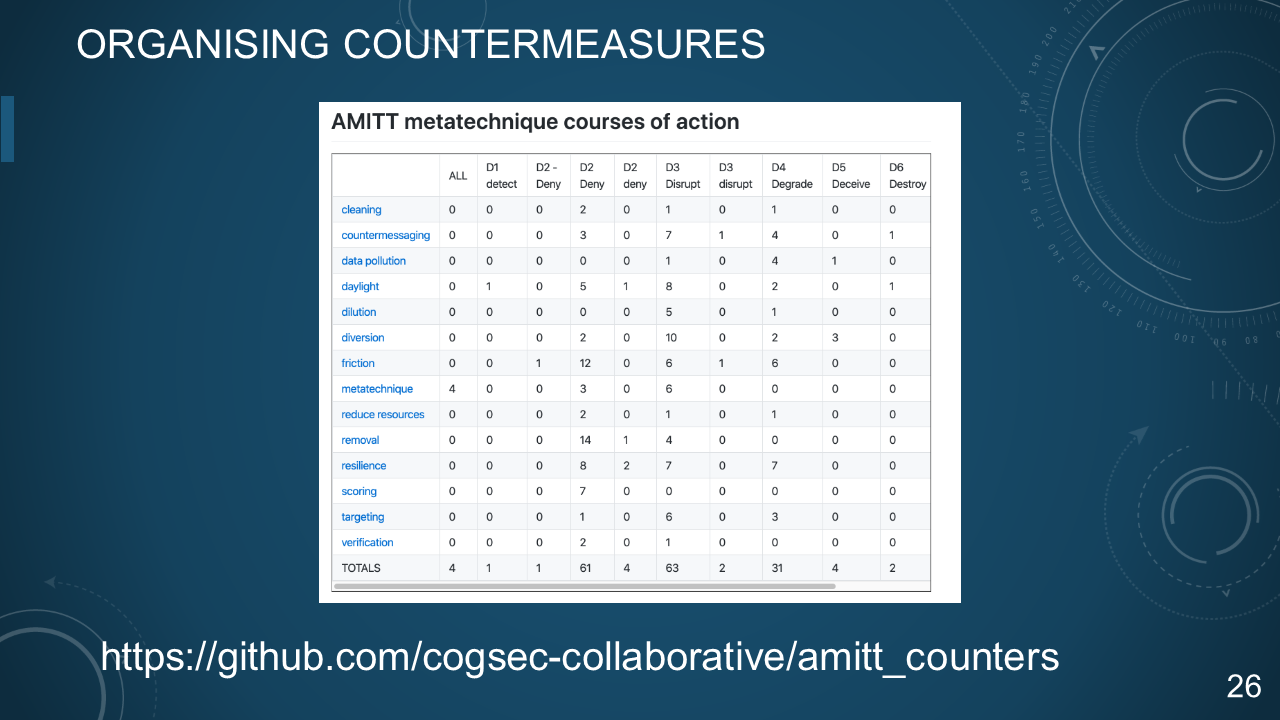 ORGANISING COUNTERMEASURES
AMITT metatechnique courses of action
ALL D1 detect D2 - Deny D2 Deny D2 deny D3 Disrupt D3 disrupt D4 Degrade D5 Deceive D6 Destroy
cleaning 0 0 0 2 0 1 0 1 0 0
countermessaging 0 0 0 3 0 7 1 4 0 1
data pollution 0 0 0 0 0 1 0 4 1 0
daylight 0 1 0 5 1 8 0 2 0 1
dilution 0 0 0 0 0 5 0 1 0 0
diversion 0 0 0 2 0 10 0 2 3 0
friction 0 0 1 12 0 6 1 6 0 0
metatechnique 4 0 0 3 0 6 0 0 0 0
reduce resources 0 0 0 2 0 1 0 1 0 0
removal 0 0 0 14 1 4 0 0 0 0
resilience 0 0 0 8 2 7 0 7 0 0
scoring 0 0 0 7 0 0 0 0 0 0
targeting 0 0 0 1 0 6 0 3 0 0
verification 0 0 0 2 0 1 0 0 0 0
TOTALS 4 1 1 61 4 63 2 31 4 2
https://github.com/cogsec-collaborative/amitt_counters
26